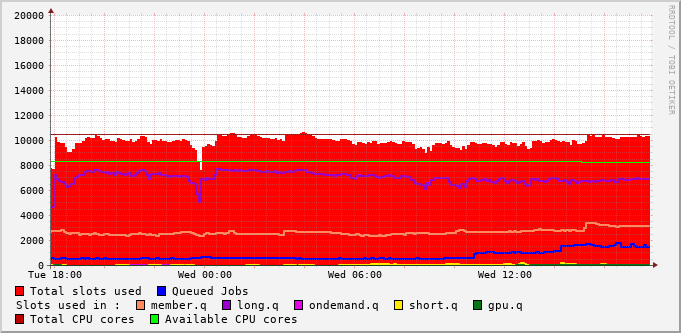 20000
18000
16000
14000
12000
10000
8000
6000
4000
2000
0
Tue 18:00 Wed 00:00 Wed 06:00 Wed 12:00
Total slots used Queued Jobs
Slots used in : member.q long.q ondemand.q short.q gpu.q
Total CPU cores Available CPU cores
RRDTOOL / TOBI OETIKER